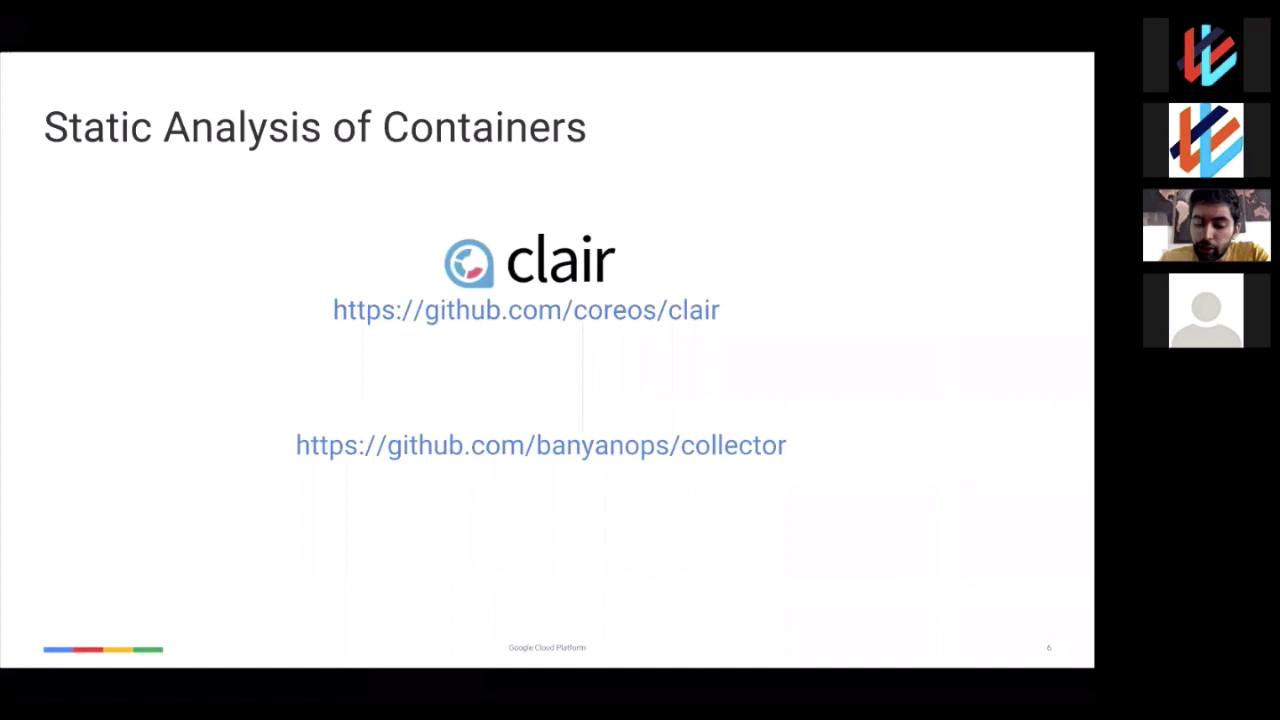 Static Analysis of Containers
clair
https://github.com/coreos/clair
https://github.com/banyanops/collector
Google Cloud Platform
6